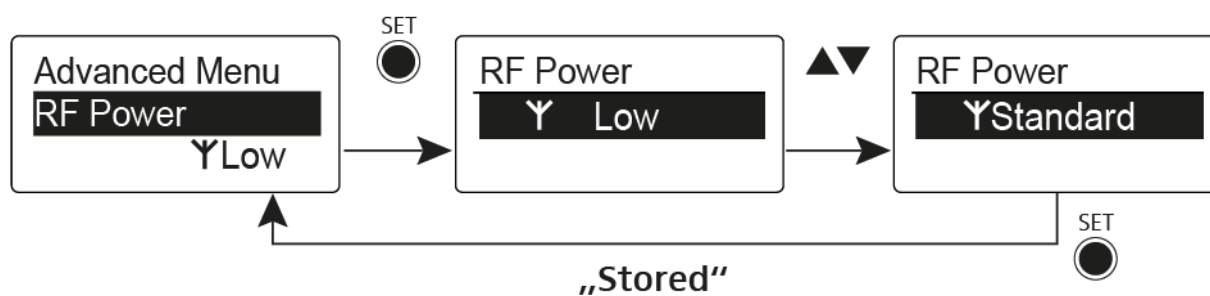 SET
Advanced Menu
RF Power
Low
RF Power
Low
RF Power
Standard
SET
„Stored“